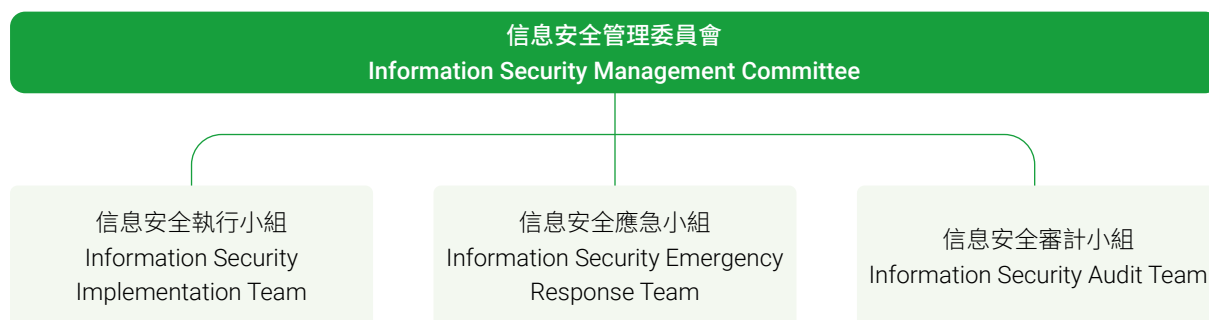 信息安全管理委員會
Information Security Management Committee
信息安全執行小組
Information Security
Implementation Team
信息安全應急小組
Information Security Emergency
Response Team
信息安全審計小組
Information Security Audit Team